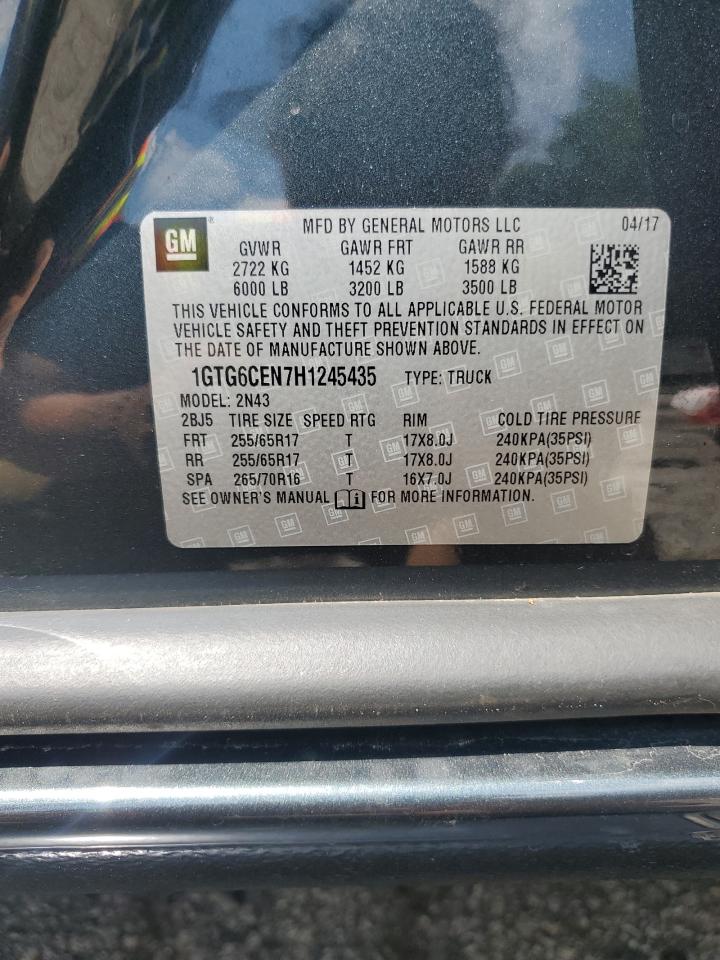 GM ® MFD BY GENERAL MOTORS LLC 04/17
GVWR GAWR FRT GAWR RR
2722 KG 1452 KG 1588 KG
6000 LB 3200 LB 3500 LB
THIS VEHICLE CONFORMS TO ALL APPLICABLE U.S. FEDERAL MOTOR
VEHICLE SAFETY AND THEFT PREVENTION STANDARDS IN EFFECT ON
THE DATE OF MANUFACTURE SHOWN ABOVE.
1GTG6CEN7H1245435 TYPE: TRUCK
MODEL: 2N43
2BJ5 TIRE SIZE SPEED RTG RIM COLD TIRE PRESSURE
FRT 255/65R17 T 17X8.0J 240KPA(35PSI)
RR 255/65R17 T 17X8.0J 240KPA(35PSI)
SPA 265/70R16 T 16X7.0J 240KPA(35PSI)
SEE OWNER'S MANUAL i FOR MORE INFORMATION.